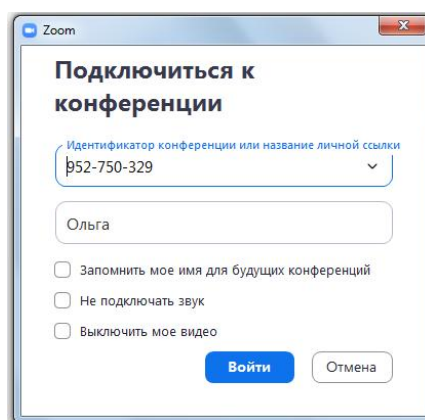 Zoom
Подключиться к
конференции
Идентификатор конференции или название личной ссылки
952-750-329
Ольга
Запомнить мое имя для будущих конференций
Не подключать звук
Выключить мое видео
Войти Отмена